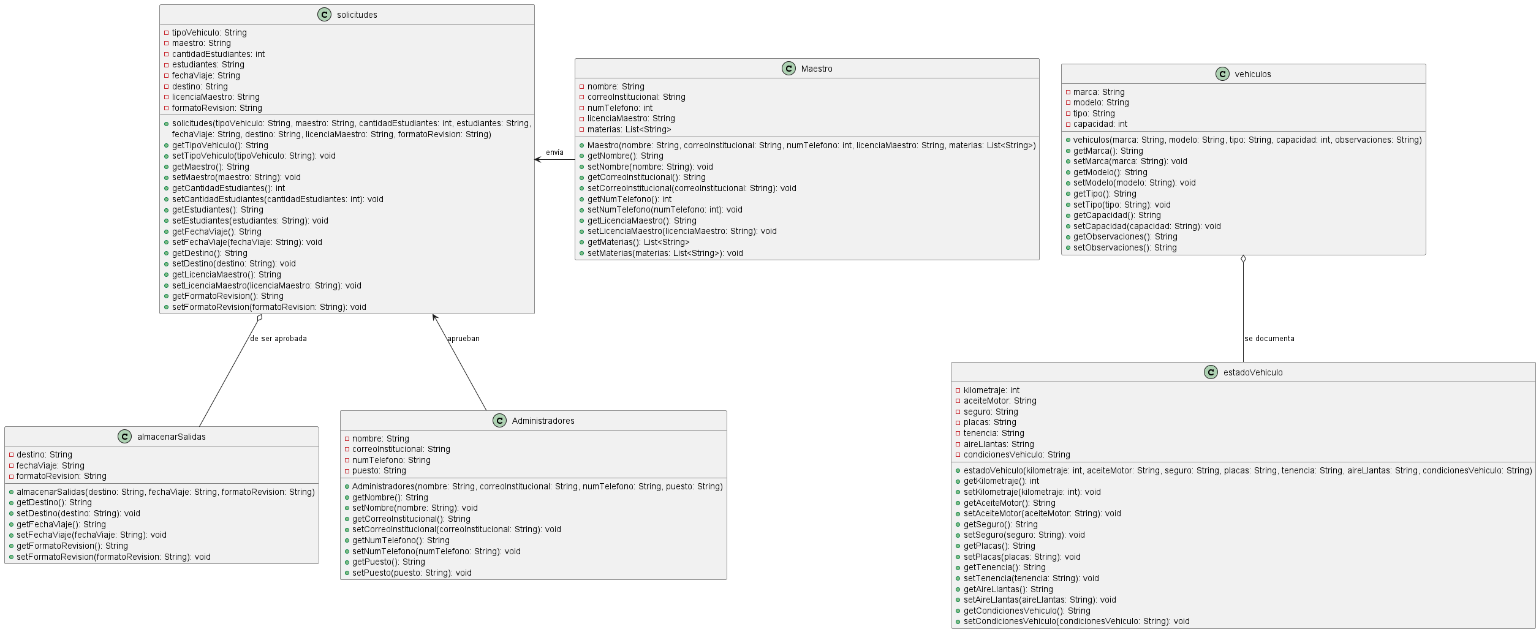 C solicitudes
tipoVehiculo: String
maestro: String
cantidadEstudiantes: int
estudiantes: String
fechaViaje: String
destino: String
licenciaMaestro: String
formatoRevision: String
solicitudes(tipoVehiculo: String, maestro: String, cantidadEstudiantes: int, estudiantes: String,
fechaViaje: String, destino: String, licenciaMaestro: String, formatoRevision: String)
getTipoVehiculo(): String
setTipoVehiculo(tipoVehiculo: String): void
getMaestro(): String
setMaestro(maestro: String): void
getCantidadEstudiantes(): int
setCantidadEstudiantes(cantidadEstudiantes: int): void
getEstudiantes(): String
setEstudiantes(estudiantes: String): void
getFechaViaje(): String
setFechaViaje(fechaViaje: String): void
getDestino(): String
setDestino(destino: String): void
getLicenciaMaestro(): String
setLicenciaMaestro(licenciaMaestro: String): void
getFormatoRevision(): String
setFormatoRevision(formatoRevision: String): void
envia
C Maestro
nombre: String
correoInstitucional: String
numTelefono: int
licenciaMaestro: String
materias: List<String>
Maestro(nombre: String, correoInstitucional: String, numTelefono: int, licenciaMaestro: String, materias: List<String>)
getNombre(): String
setNombre(nombre: String): void
getCorreoInstitucional(): String
setCorreoInstitucional(correoInstitucional: String): void
getNumTelefono(): int
setNumTelefono(numTelefono: int): void
getLicenciaMaestro(): String
setLicenciaMaestro(licenciaMaestro: String): void
getMaterias(): List<String>
setMaterias(materias: List<String>): void
C vehiculos
marca: String
modelo: String
tipo: String
capacidad: int
vehiculos(marca: String, modelo: String, tipo: String, capacidad: int, observaciones: String)
getMarca(): String
setMarca(marca: String): void
getModelo(): String
setModelo(modelo: String): void
getTipo(): String
setTipo(tipo: String): void
getCapacidad(): String
setCapacidad(capacidad: String): void
getObservaciones(): String
setObservaciones(): String
de ser aprobada
aprueban
se documenta
C almacenarSalidas
destino: String
fechaViaje: String
formatoRevision: String
almacenarSalidas(destino: String, fechaViaje: String, formatoRevision: String)
getDestino(): String
setDestino(destino: String): void
getFechaViaje(): String
setFechaViaje(fechaViaje: String): void
getFormatoRevision(): String
setFormatoRevision(formatoRevision: String): void
C Administradores
nombre: String
correoInstitucional: String
numTelefono: String
puesto: String
Administradores(nombre: String, correoInstitucional: String, numTelefono: String, puesto: String)
getNombre(): String
setNombre(nombre: String): void
getCorreoInstitucional(): String
setCorreoInstitucional(correoInstitucional: String): void
getNumTelefono(): String
setNumTelefono(numTelefono: String): void
getPuesto(): String
setPuesto(puesto: String): void
C estadoVehiculo
kilometraje: int
aceiteMotor: String
seguro: String
placas: String
tenencia: String
aireLlantas: String
condicionesVehiculo: String
estadoVehiculo(kilometraje: int, aceiteMotor: String, seguro: String, placas: String, tenencia: String, aireLlantas: String, condicionesVehiculo: String)
getKilometraje(): int
setKilometraje(kilometraje: int): void
getAceiteMotor(): String
setAceiteMotor(aceiteMotor: String): void
getSeguro(): String
setSeguro(seguro: String): void
getPlacas(): String
setPlacas(placas: String): void
getTenencia(): String
setTenencia(tenencia: String): void
getAireLlantas(): String
setAireLlantas(aireLlantas: String): void
getCondicionesVehiculo(): String
setCondicionesVehiculo(condicionesVehiculo: String): void